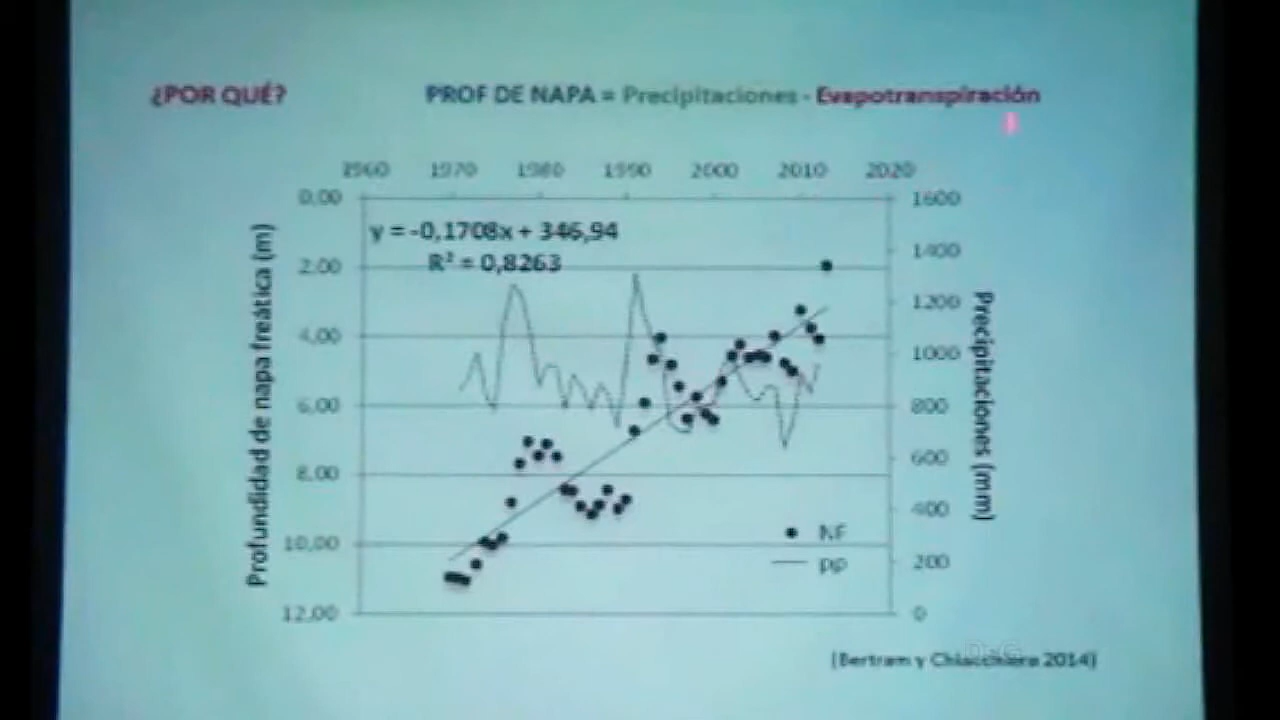 ¿POR QUÉ?
PROF DE NAPA = Precipitaciones - Evapotranspiración
1960 1970 1980 1990 2000 2010 2020
0,00
2,00
4,00
6,00
8,00
10,00
12,00
Profundidad de napa freática (m)
y = -0,1708x + 346,94
R² = 0,8263
NF
pp
1600
1400
1200
1000
800
600
400
200
0
Precipitaciones (mm)
(Bertram y Chiacchiera 2014)